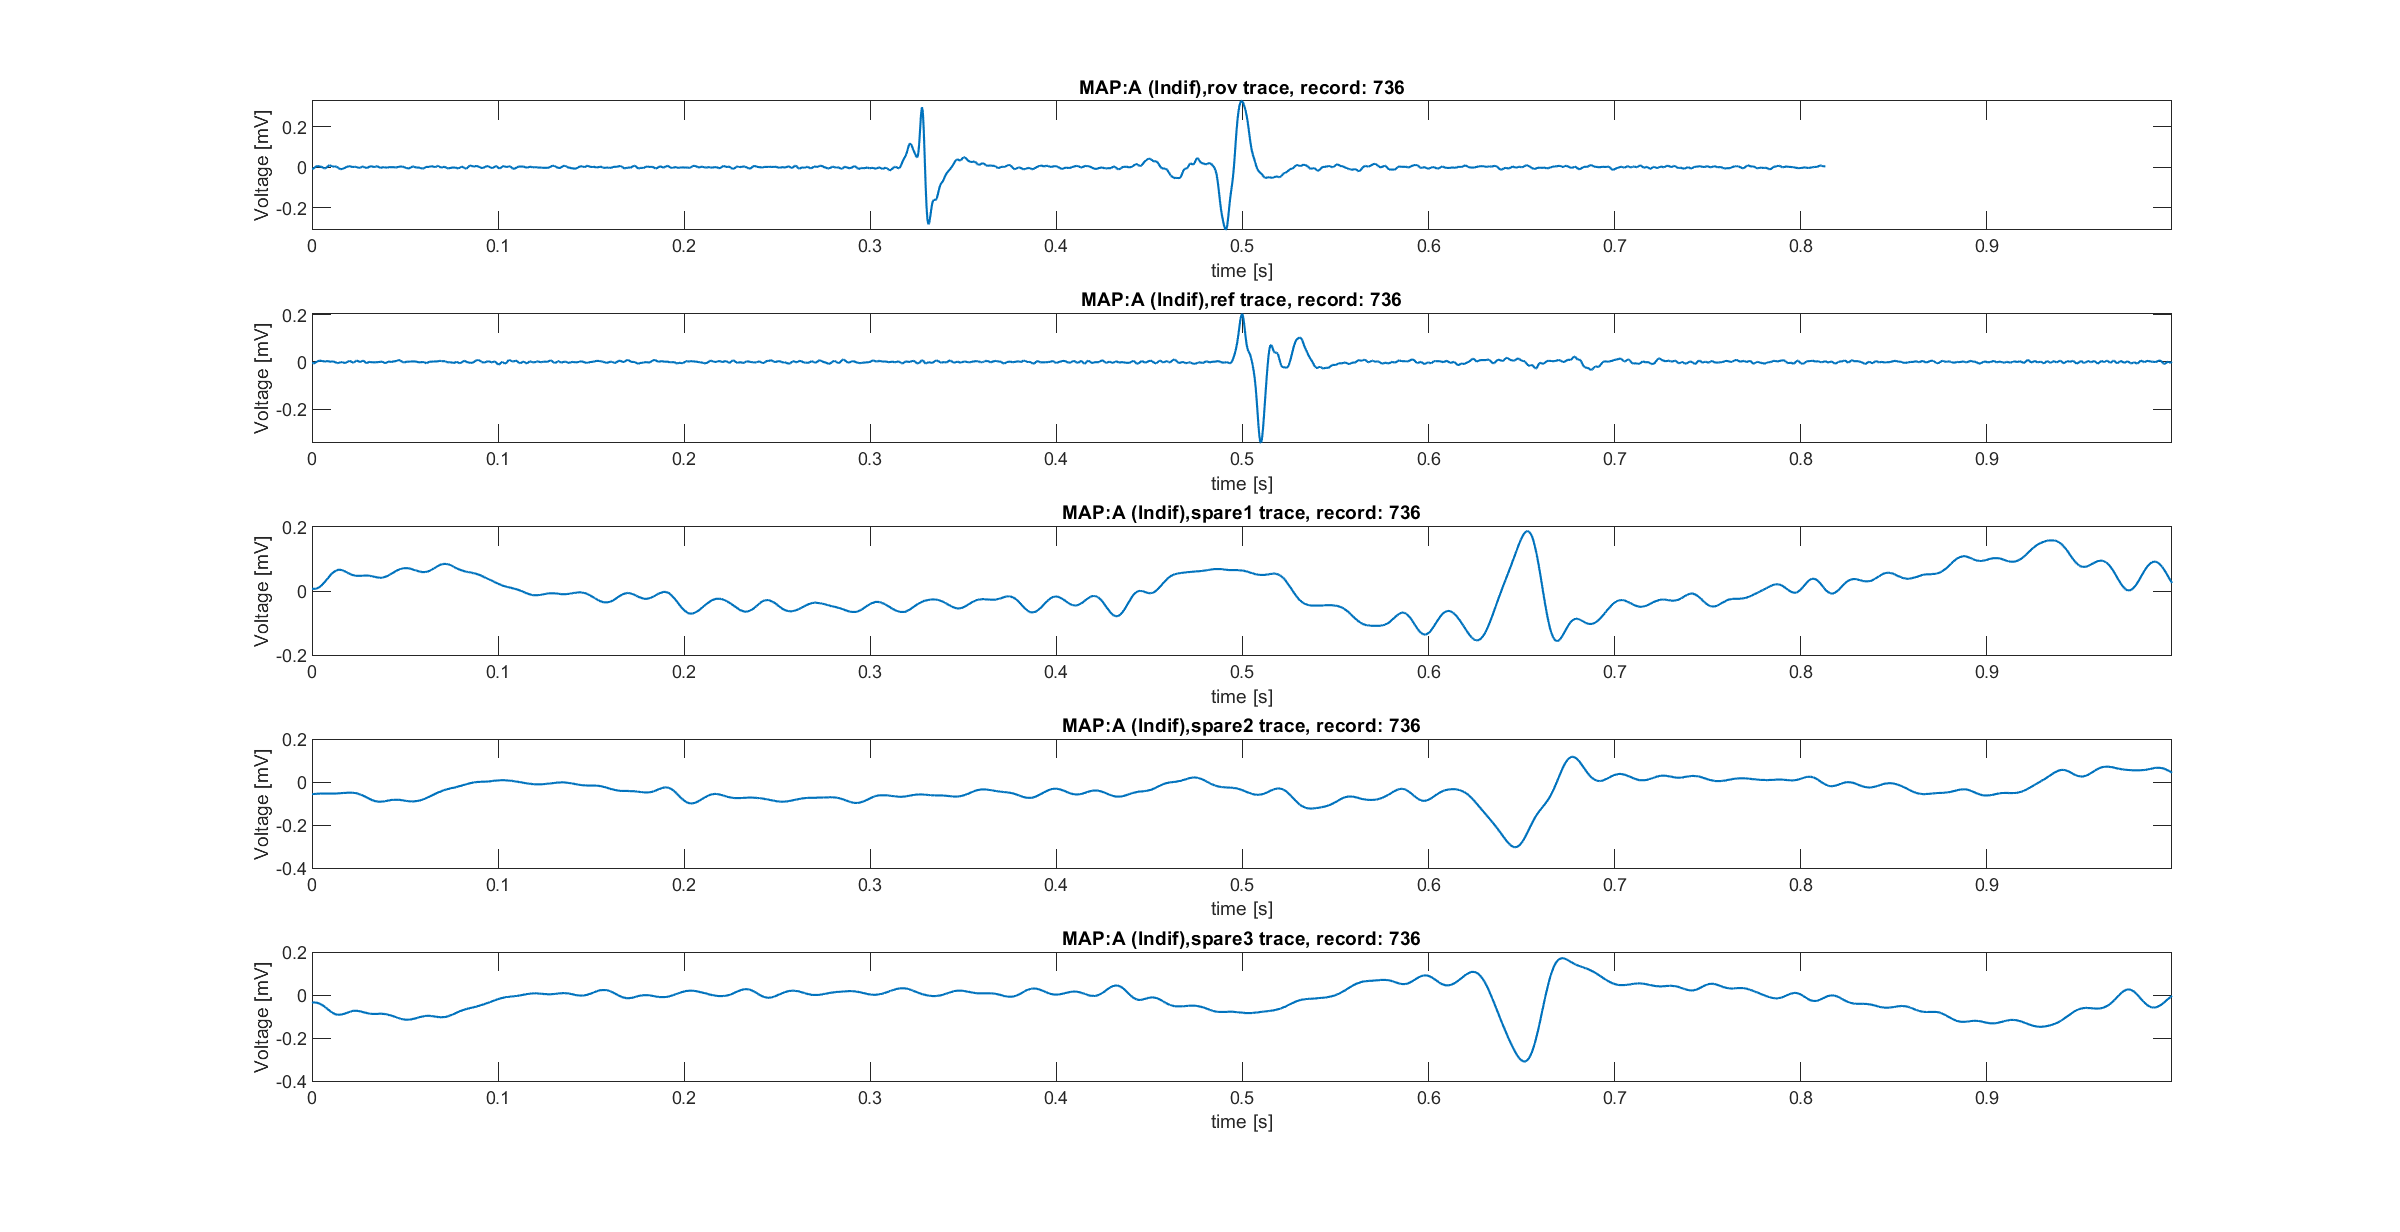 MAP:A (Indif),rov trace, record: 736
Voltage [mV]
0.2
0
-0.2
0 0.1 0.2 0.3 0.4 0.5 0.6 0.7 0.8 0.9
time [s]
MAP:A (Indif),ref trace, record: 736
Voltage [mV]
0.2
0
-0.2
0 0.1 0.2 0.3 0.4 0.5 0.6 0.7 0.8 0.9
time [s]
MAP:A (Indif),spare1 trace, record: 736
Voltage [mV]
0.2
0
-0.2
0 0.1 0.2 0.3 0.4 0.5 0.6 0.7 0.8 0.9
time [s]
MAP:A (Indif),spare2 trace, record: 736
Voltage [mV]
0.2
0
-0.2
-0.4
0 0.1 0.2 0.3 0.4 0.5 0.6 0.7 0.8 0.9
time [s]
MAP:A (Indif),spare3 trace, record: 736
Voltage [mV]
0.2
0
-0.2
-0.4
0 0.1 0.2 0.3 0.4 0.5 0.6 0.7 0.8 0.9
time [s]